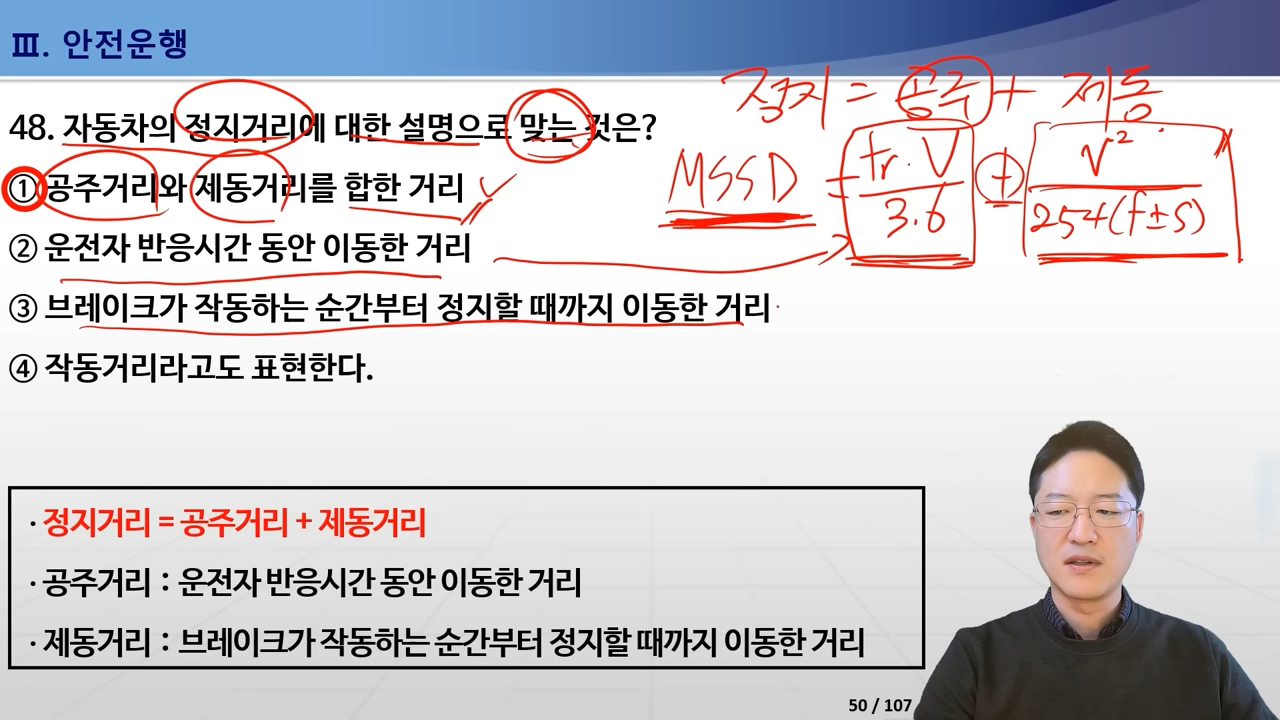 Ⅲ. 안전운행
정지 = 공주 + 제동
48. 자동차의 정지거리에 대한 설명으로 맞는 것은?
MSSD = tr·V / 3.6 + V² / 254(f±s)
① 공주거리와 제동거리를 합한 거리
② 운전자 반응시간 동안 이동한 거리
③ 브레이크가 작동하는 순간부터 정지할 때까지 이동한 거리
④ 작동거리라고도 표현한다.
· 정지거리 = 공주거리 + 제동거리
· 공주거리 : 운전자 반응시간 동안 이동한 거리
· 제동거리 : 브레이크가 작동하는 순간부터 정지할 때까지 이동한 거리
50 / 107